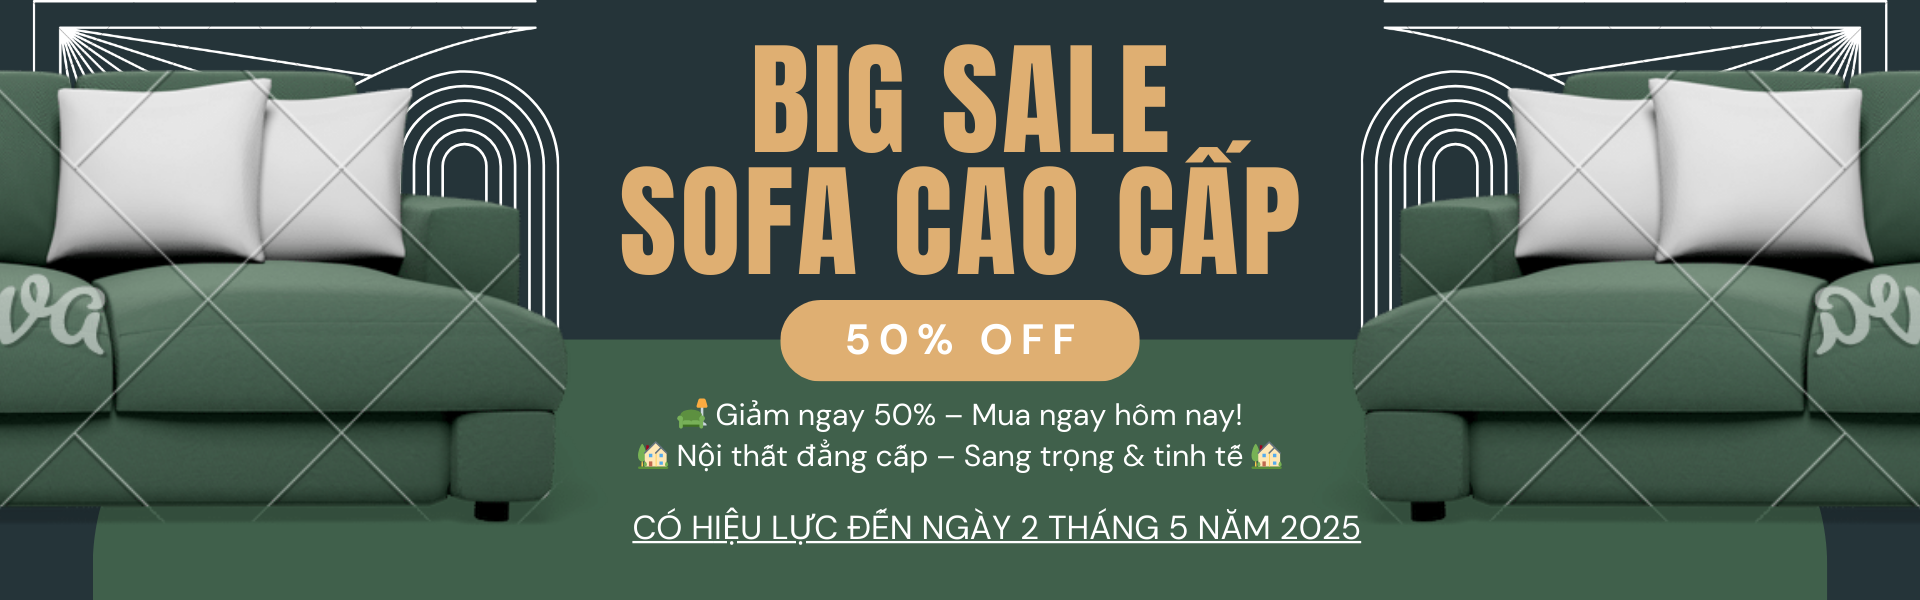 BIG SALE
SOFA CAO CẤP
50% OFF
🛋️ Giảm ngay 50% – Mua ngay hôm nay!
🏡 Nội thất đẳng cấp – Sang trọng & tinh tế 🏡
CÓ HIỆU LỰC ĐẾN NGÀY 2 THÁNG 5 NĂM 2025